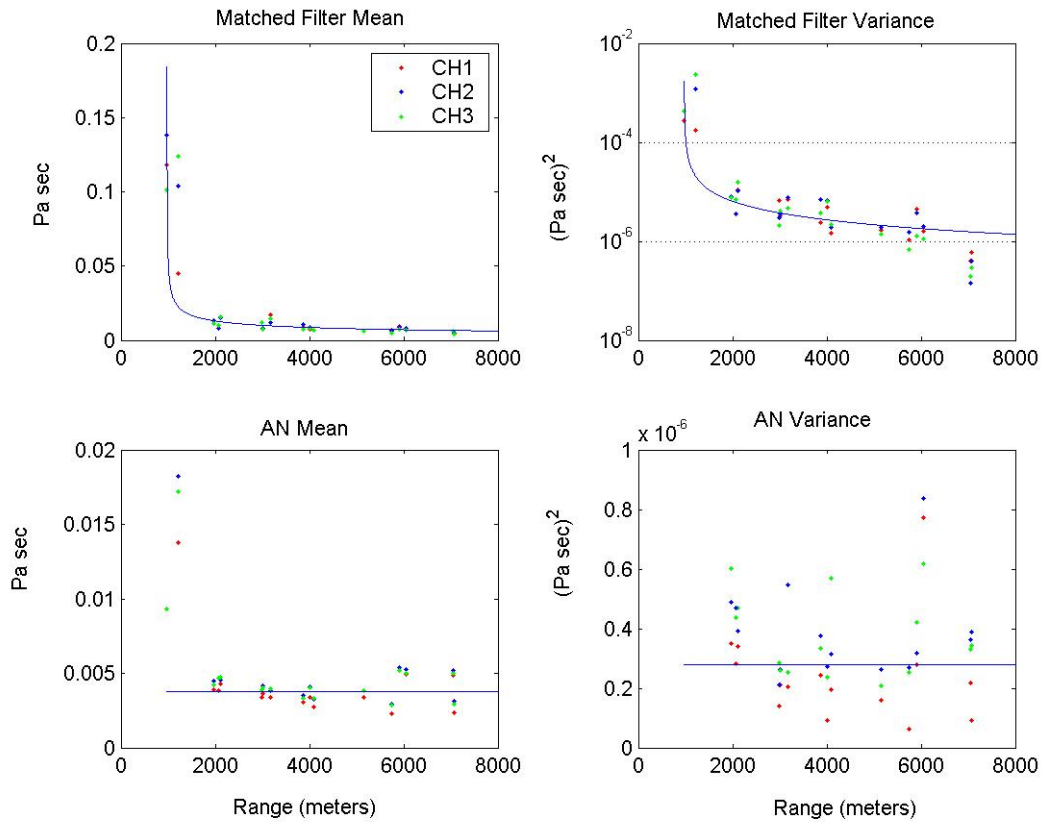 Matched Filter Mean
0.2
0.15
0.1
0.05
0
Pa sec
CH1
CH2
CH3
0 2000 4000 6000 8000
Matched Filter Variance
10^-2
10^-4
10^-6
10^-8
(Pa sec)^2
0 2000 4000 6000 8000
AN Mean
0.02
0.015
0.01
0.005
0
Pa sec
0 2000 4000 6000 8000
Range (meters)
AN Variance
x 10^-6
1
0.8
0.6
0.4
0.2
0
(Pa sec)^2
0 2000 4000 6000 8000
Range (meters)